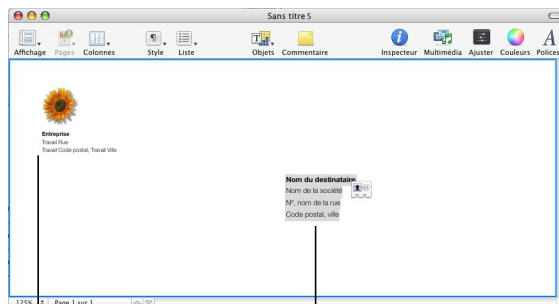 Sans titre 5
Affichage Pages Colonnes Style Liste Objets Commentaire Inspecteur Multimédia Ajuster Couleurs Polices
Entreprise
Travail Rue
Travail Code postal, Travail Ville
Nom du destinataire
Nom de la société
N°, nom de la rue
Code postal, ville
125% Page 1 sur 1